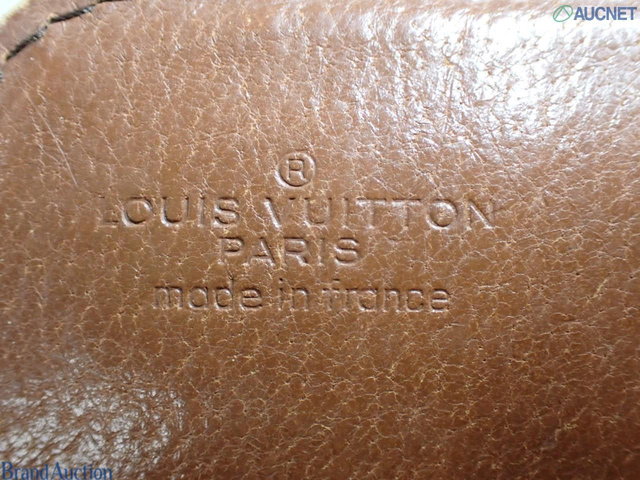 AUCNET
®
LOUIS VUITTON
PARIS
made in france
Brand Auction